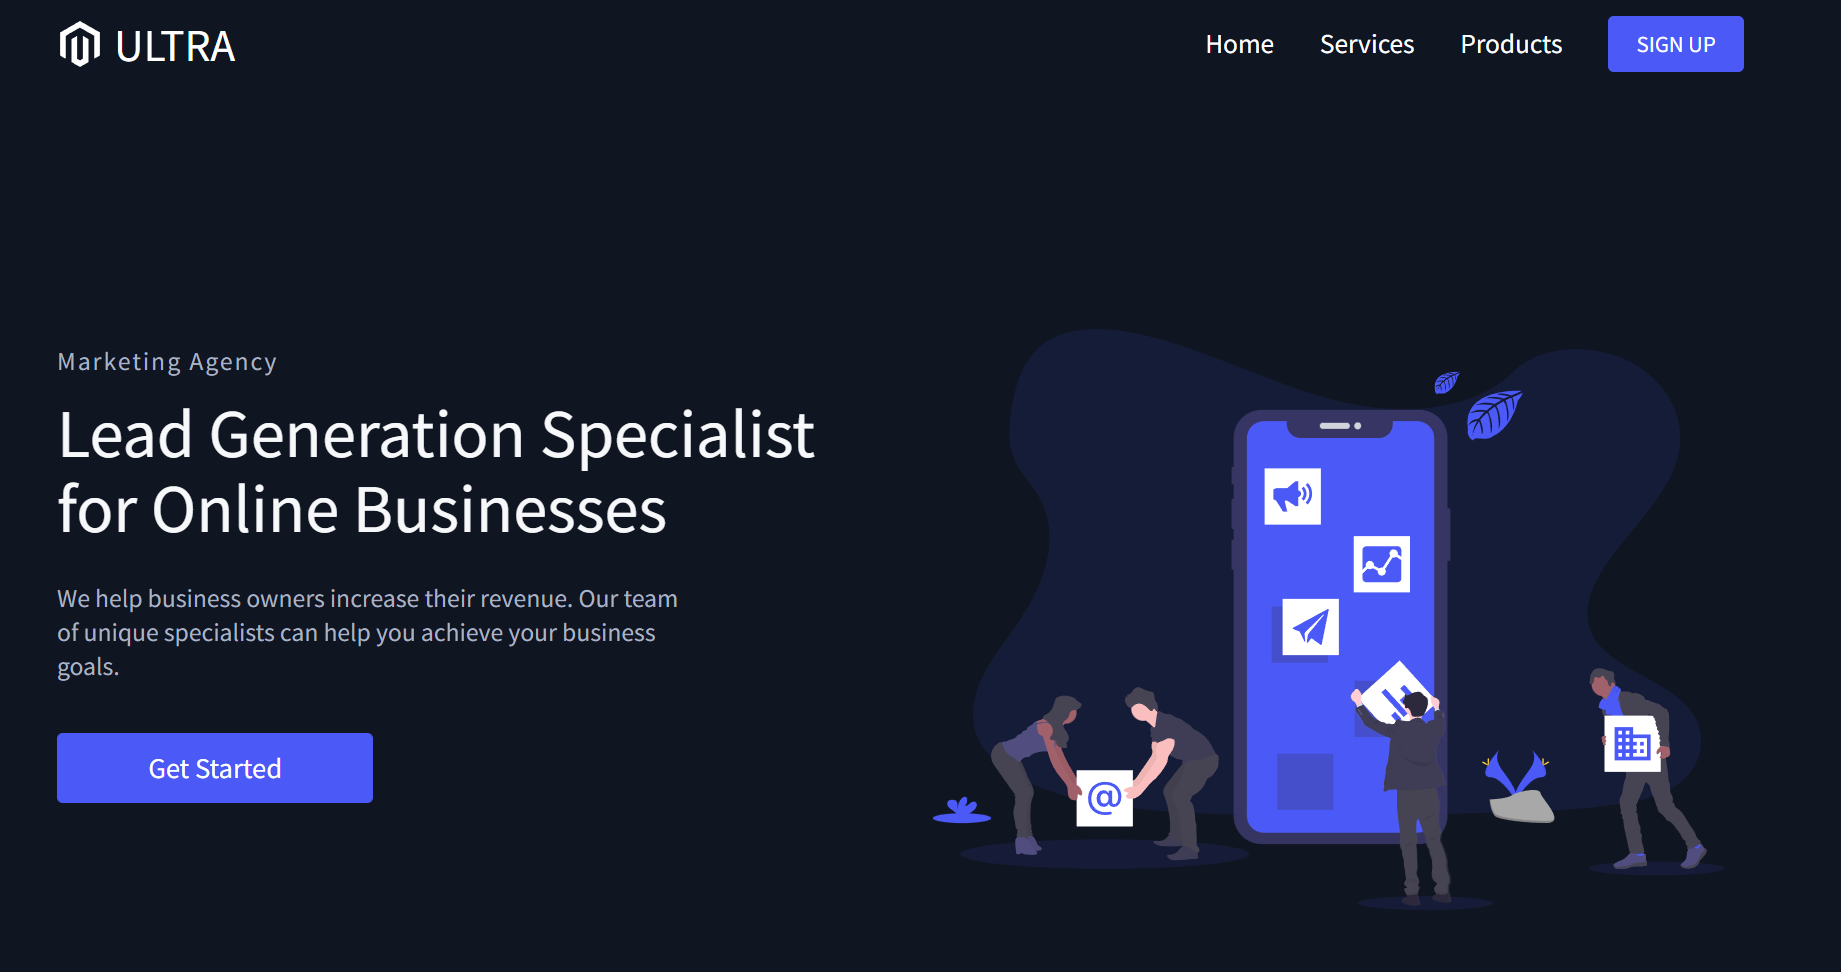 ULTRA
Home Services Products SIGN UP
Marketing Agency
Lead Generation Specialist
for Online Businesses
We help business owners increase their revenue. Our team
of unique specialists can help you achieve your business
goals.
Get Started
@